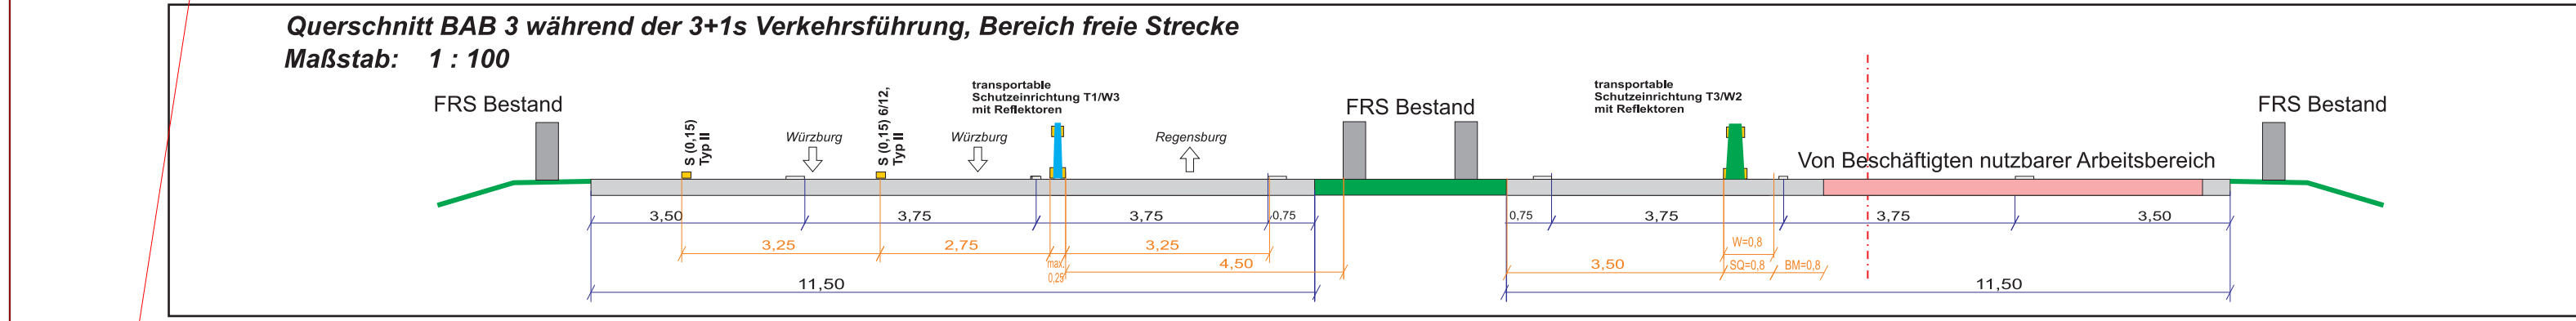 Querschnitt BAB 3 während der 3+1s Verkehrsführung, Bereich freie Strecke
Maßstab: 1 : 100
FRS Bestand
S (0,15)
Typ II
Würzburg
S (0,15) 6/12,
Typ II
Würzburg
transportable
Schutzeinrichtung T1/W3
mit Reflektoren
Regensburg
FRS Bestand
transportable
Schutzeinrichtung T3/W2
mit Reflektoren
Von Beschäftigten nutzbarer Arbeitsbereich
FRS Bestand
3,50 3,75 3,75 0,75 0,75 3,75 3,75 3,50
3,25 2,75 3,25 W=0,8
max.
0,25
4,50 3,50 SQ=0,8 BM=0,8
11,50 11,50